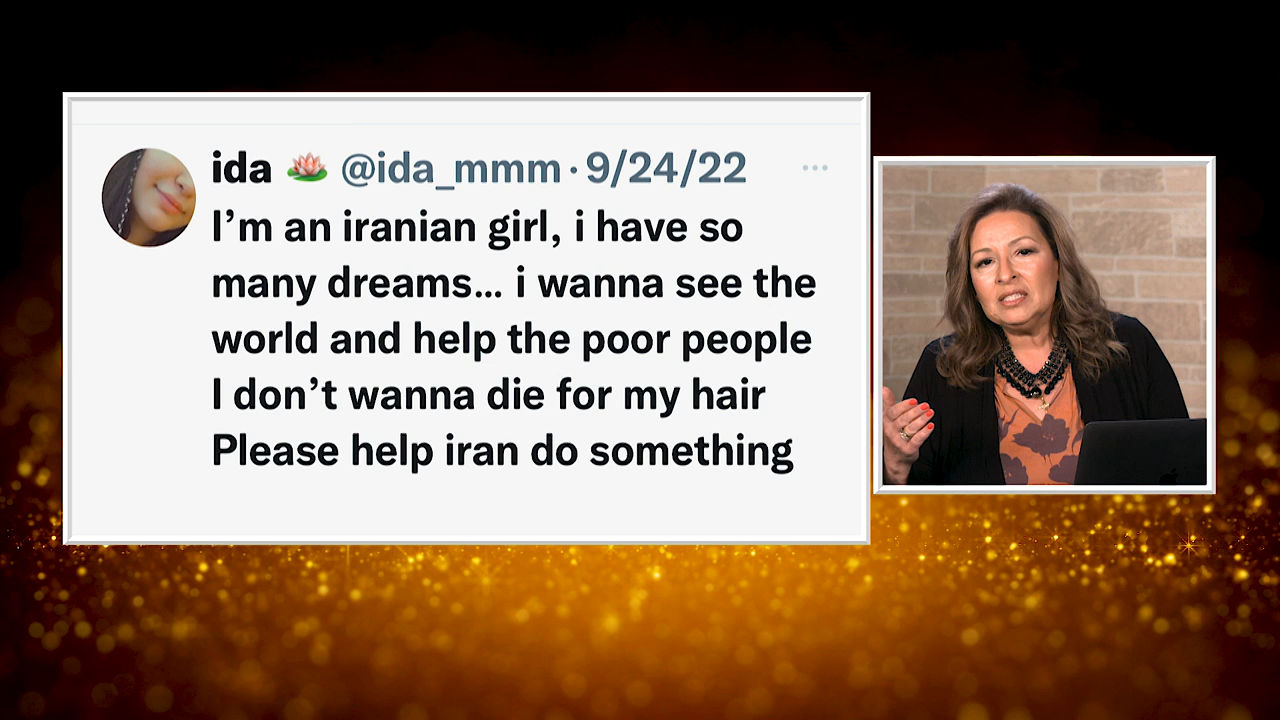 ida 🪷 @ida_mmm · 9/24/22
I’m an iranian girl, i have so
many dreams... i wanna see the
world and help the poor people
I don’t wanna die for my hair
Please help iran do something